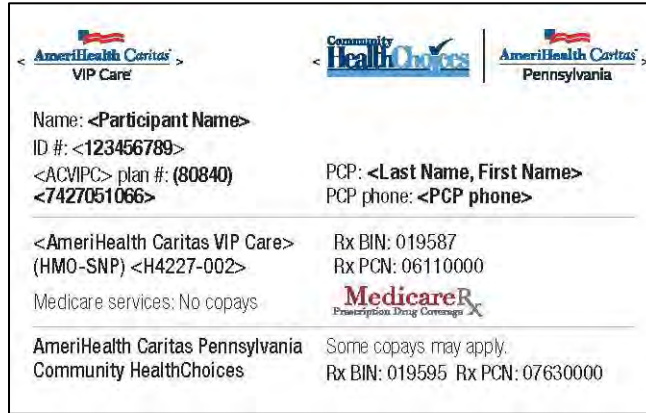 < AmeriHealth Caritas >
VIP Care
< Community
HealthChoices
AmeriHealth Caritas >
Pennsylvania
Name: <Participant Name>
ID #: <123456789>
<ACVIPC> plan #: (80840)
<7427051066>
PCP: <Last Name, First Name>
PCP phone: <PCP phone>
<AmeriHealth Caritas VIP Care>
(HMO-SNP) <H4227-002>
Medicare services: No copays
Rx BIN: 019587
Rx PCN: 06110000
MedicareRx
Prescription Drug Coverage
AmeriHealth Caritas Pennsylvania
Community HealthChoices
Some copays may apply.
Rx BIN: 019595 Rx PCN: 07630000